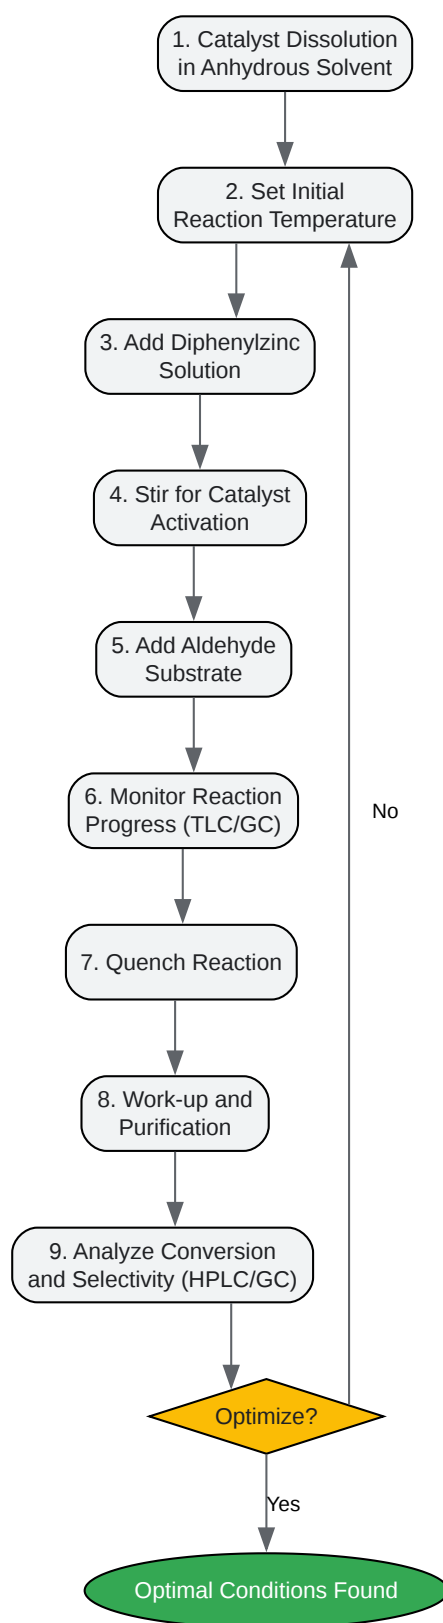 1. Catalyst Dissolution
in Anhydrous Solvent
2. Set Initial
Reaction Temperature
3. Add Diphenylzinc
Solution
4. Stir for Catalyst
Activation
5. Add Aldehyde
Substrate
6. Monitor Reaction
Progress (TLC/GC)
No
7. Quench Reaction
8. Work-up and
Purification
9. Analyze Conversion
and Selectivity (HPLC/GC)
Optimize?
Yes
Optimal Conditions Found